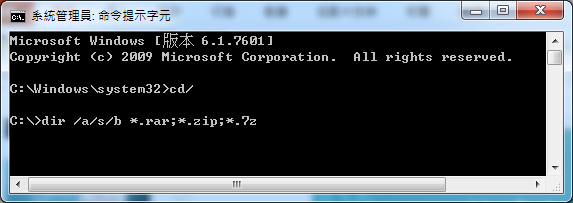 系統管理員: 命令提示字元
Microsoft Windows [版本 6.1.7601]
Copyright (c) 2009 Microsoft Corporation.  All rights reserved.
C:\Windows\system32>cd/
C:\>dir /a/s/b *.rar;*.zip;*.7z